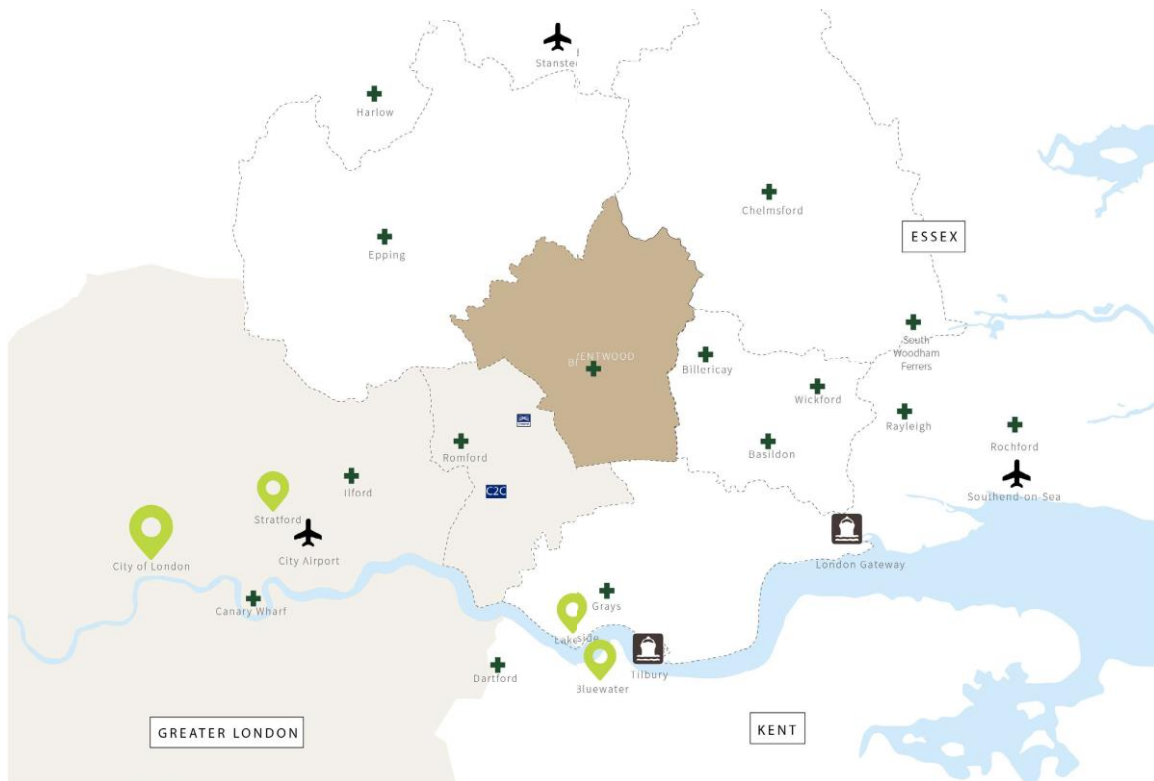 Stanste
Harlow
Chelmsford
ESSEX
Epping
South
Woodham
Ferrers
BRENTWOOD
Billericay
Wickford
Rayleigh
Rochford
Romford
Basildon
Ilford
C2C
Southend-on-Sea
Stratford
City Airport
City of London
London Gateway
Canary Wharf
Grays
Lakeside
Dartford
Tilbury
Bluewater
GREATER LONDON
KENT